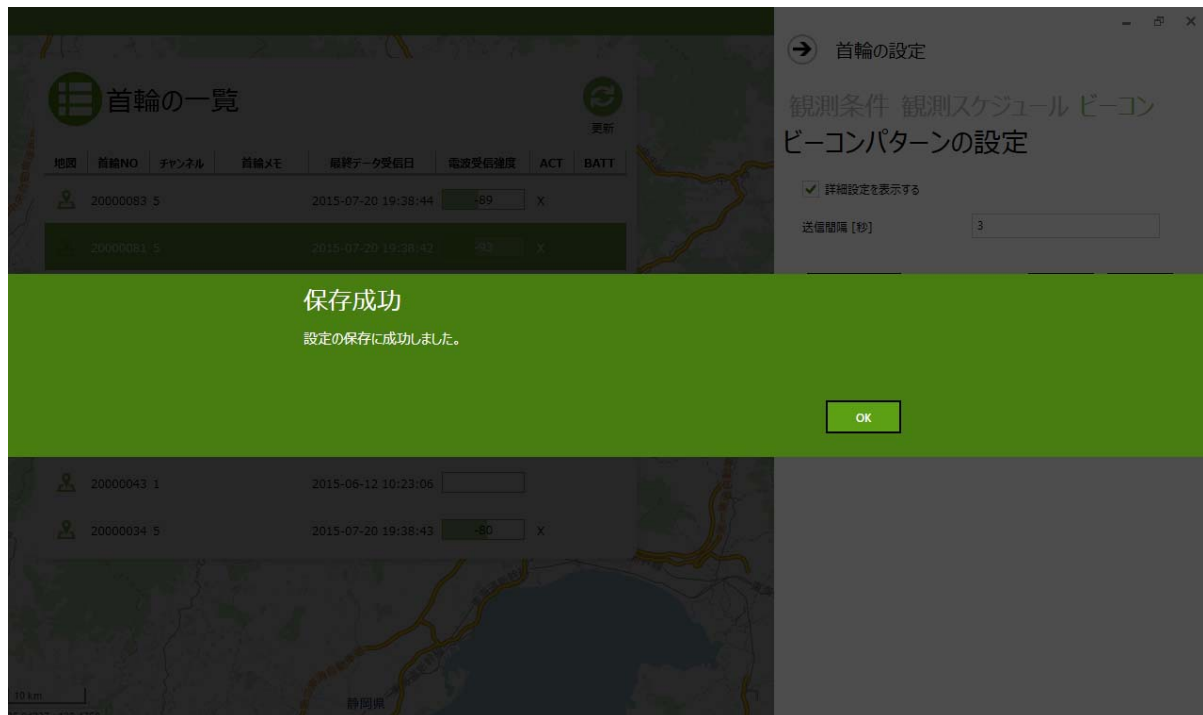 首輪の一覧
更新
地図 首輪NO チャンネル 首輪メモ 最終データ受信日 電波受信強度 ACT BATT
20000083 5 2015-07-20 19:38:44 -89 X
20000081 5 2015-07-20 19:38:42 X
首輪の設定
観測条件 観測スケジュール ビーコン
ビーコンパターンの設定
詳細設定を表示する
送信間隔 [秒] 3
保存成功
設定の保存に成功しました。
OK
20000043 1 2015-06-12 10:23:06
20000034 5 2015-07-20 19:38:43 -80 X
10 km
静岡県